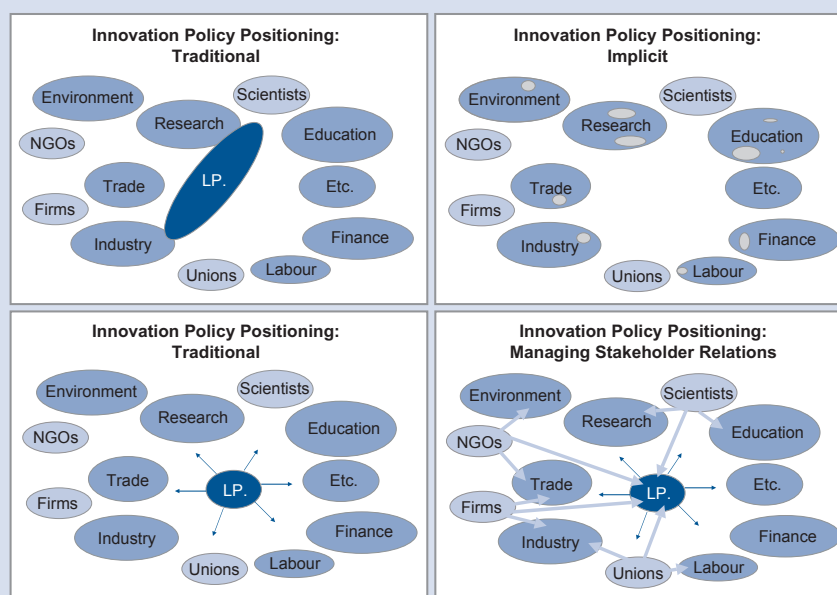 Innovation Policy Positioning:
Traditional
Scientists
Environment
Research
Education
NGOs
Trade
LP.
Etc.
Firms
Industry
Finance
Unions
Labour
Innovation Policy Positioning:
Implicit
Scientists
Environment
Research
Education
NGOs
Trade
Etc.
Firms
Industry
Finance
Unions
Labour
Innovation Policy Positioning:
Traditional
Scientists
Environment
Research
Education
NGOs
Trade
LP.
Etc.
Firms
Industry
Finance
Unions
Labour
Innovation Policy Positioning:
Managing Stakeholder Relations
Scientists
Environment
Research
Education
NGOs
Trade
LP.
Etc.
Firms
Industry
Finance
Unions
Labour